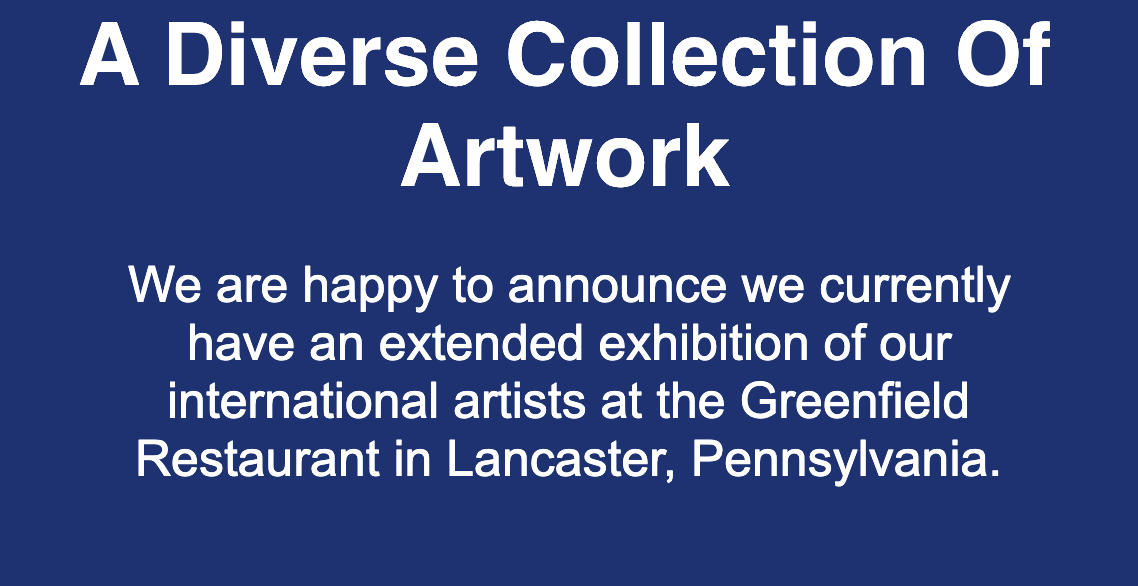 A Diverse Collection Of
Artwork
We are happy to announce we currently
have an extended exhibition of our
international artists at the Greenfield
Restaurant in Lancaster, Pennsylvania.